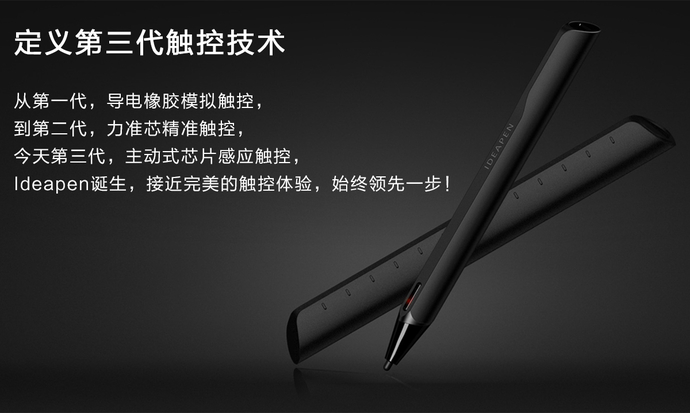 定义第三代触控技术
从第一代，导电橡胶模拟触控，
到第二代，力准芯精准触控，
今天第三代，主动式芯片感应触控，
Ideapen诞生，接近完美的触控体验，始终领先一步！
IDEAPEN